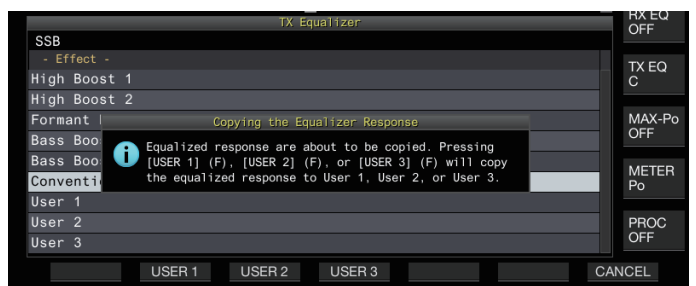 TX Equalizer
SSB
- Effect -
High Boost 1
High Boost 2
Formant
Bass Boo
Bass Boo
Conventi
User 1
User 2
User 3
Copying the Equalizer Response
Equalized response are about to be copied. Pressing
[USER 1] (F), [USER 2] (F), or [USER 3] (F) will copy
the equalized response to User 1, User 2, or User 3.
RX EQ
OFF
TX EQ
C
MAX-Po
OFF
METER
Po
PROC
OFF
USER 1
USER 2
USER 3
CANCEL